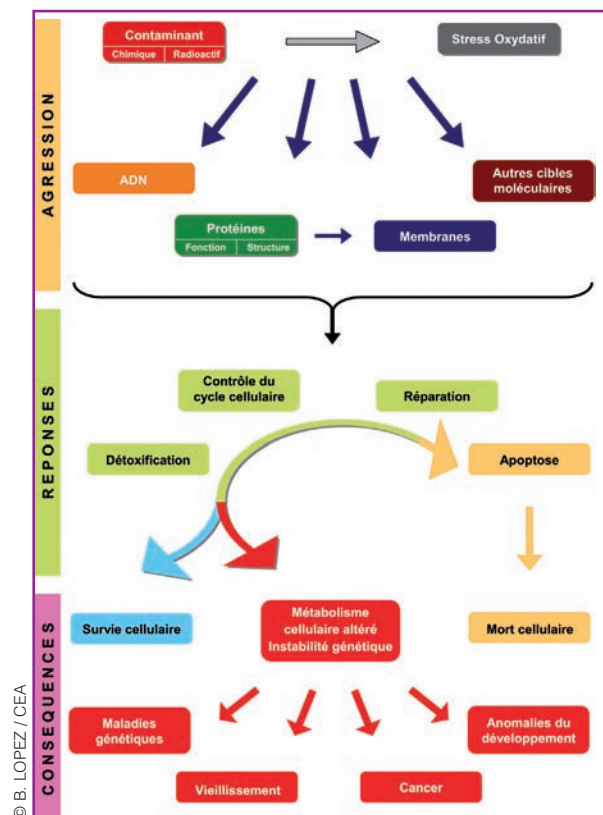 AGRESSION
Contaminant
Chimique Radioactif
Stress Oxydatif
ADN
Autres cibles
moléculaires
Protéines
Fonction Structure
Membranes
REPONSES
Contrôle du
cycle cellulaire
Réparation
Détoxification
Apoptose
CONSEQUENCES
Survie cellulaire
Métabolisme
cellulaire altéré
Instabilité génétique
Mort cellulaire
Maladies
génétiques
Anomalies du
développement
Vieillissement
Cancer
© B. LOPEZ / CEA